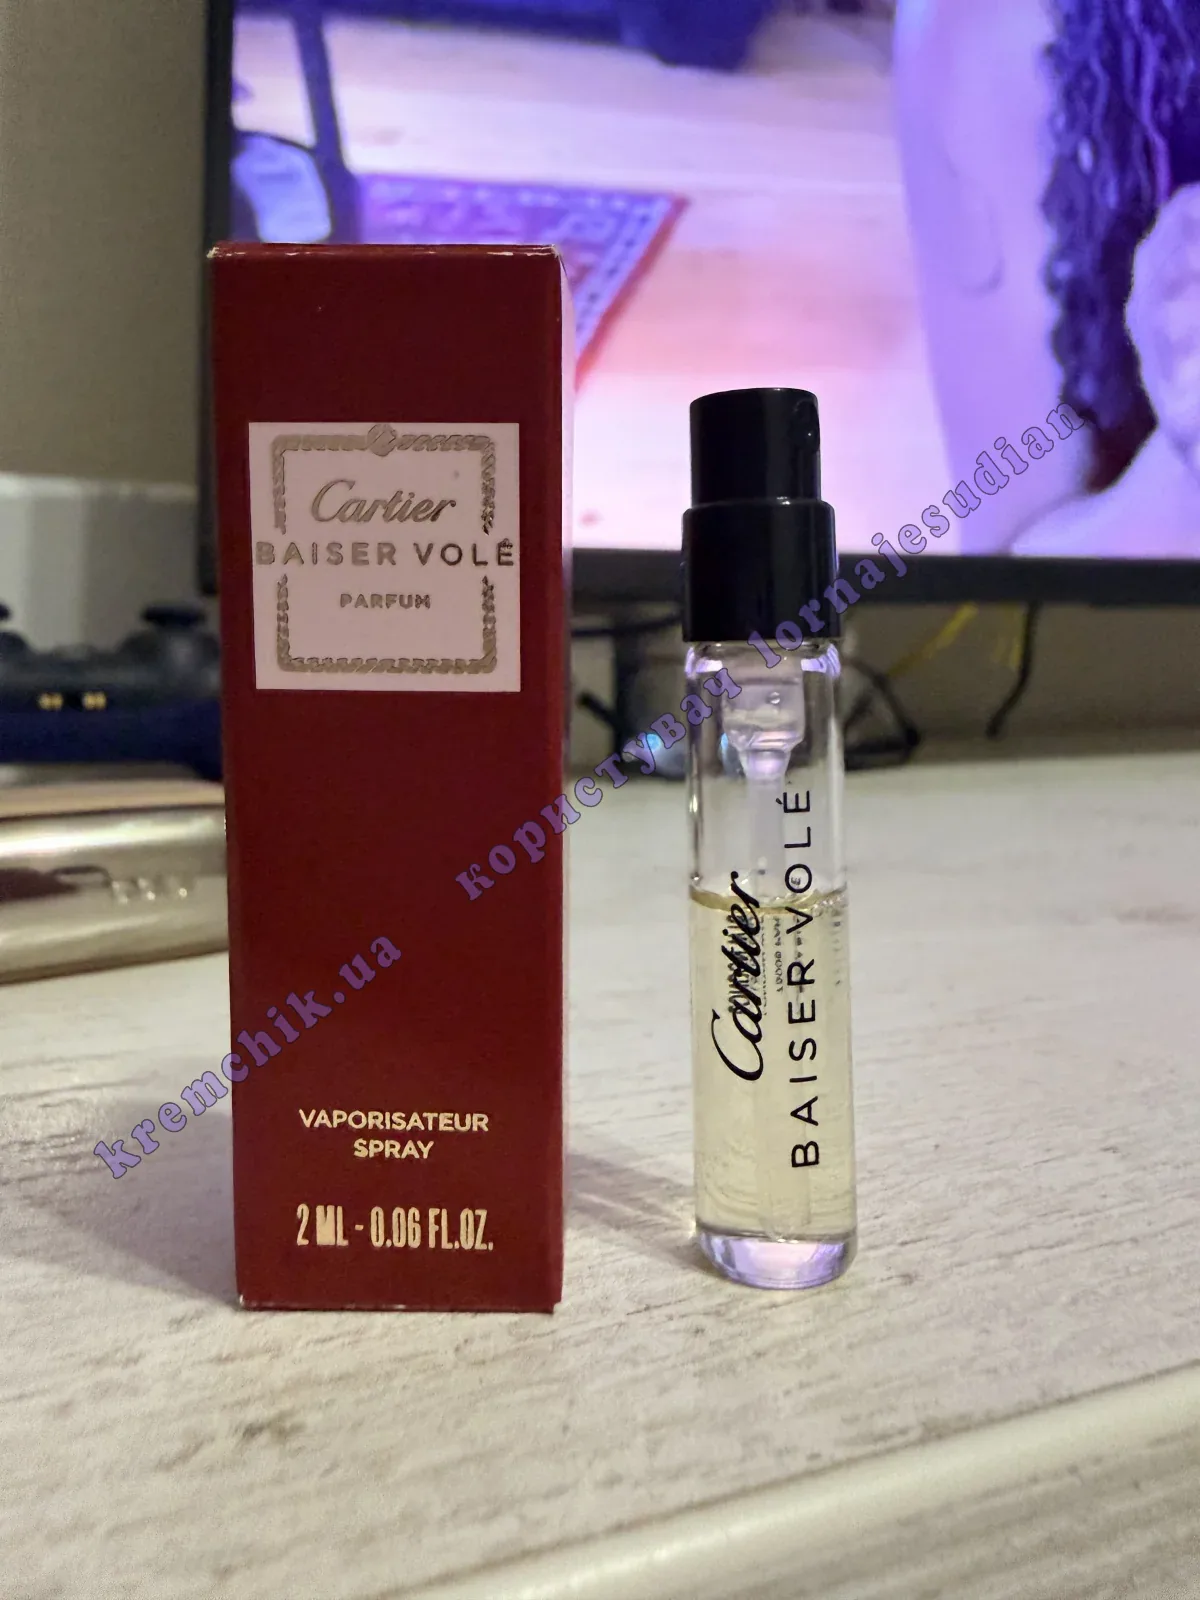 Cartier
BAISER VOLÉ
PARFUM
VAPORISATEUR
SPRAY
2 ML - 0.06 FL.OZ.
Cartier
BAISER VOLÉ
kremchik.ua
користувач lornajesudian